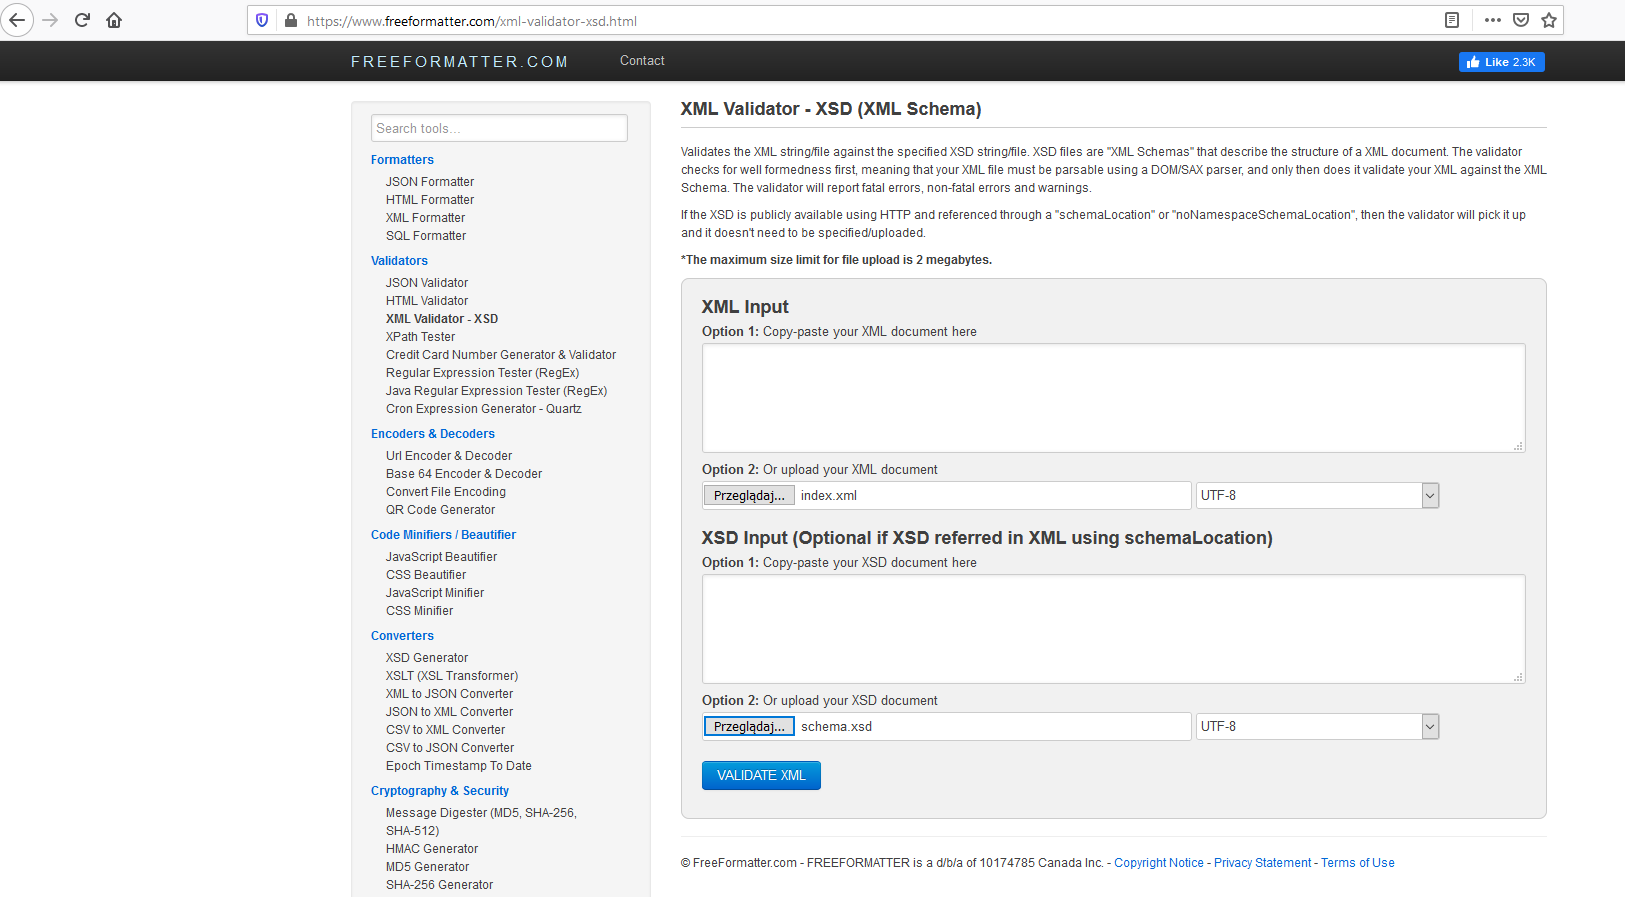 https://www.freeformatter.com/xml-validator-xsd.html
FREEFORMATTER.COM
Contact
Like 2.3K
Search tools...
Formatters
JSON Formatter
HTML Formatter
XML Formatter
SQL Formatter
Validators
JSON Validator
HTML Validator
XML Validator - XSD
XPath Tester
Credit Card Number Generator & Validator
Regular Expression Tester (RegEx)
Java Regular Expression Tester (RegEx)
Cron Expression Generator - Quartz
Encoders & Decoders
Url Encoder & Decoder
Base 64 Encoder & Decoder
Convert File Encoding
QR Code Generator
Code Minifiers / Beautifier
JavaScript Beautifier
CSS Beautifier
JavaScript Minifier
CSS Minifier
Converters
XSD Generator
XSLT (XSL Transformer)
XML to JSON Converter
JSON to XML Converter
CSV to XML Converter
CSV to JSON Converter
Epoch Timestamp To Date
Cryptography & Security
Message Digester (MD5, SHA-256,
SHA-512)
HMAC Generator
MD5 Generator
SHA-256 Generator
XML Validator - XSD (XML Schema)
Validates the XML string/file against the specified XSD string/file. XSD files are "XML Schemas" that describe the structure of a XML document. The validator
checks for well formedness first, meaning that your XML file must be parsable using a DOM/SAX parser, and only then does it validate your XML against the XML
Schema. The validator will report fatal errors, non-fatal errors and warnings.
If the XSD is publicly available using HTTP and referenced through a "schemaLocation" or "noNamespaceSchemaLocation", then the validator will pick it up
and it doesn't need to be specified/uploaded.
*The maximum size limit for file upload is 2 megabytes.
XML Input
Option 1: Copy-paste your XML document here
Option 2: Or upload your XML document
Przeglądaj... index.xml
UTF-8
XSD Input (Optional if XSD referred in XML using schemaLocation)
Option 1: Copy-paste your XSD document here
Option 2: Or upload your XSD document
Przeglądaj... schema.xsd
UTF-8
VALIDATE XML
© FreeFormatter.com - FREEFORMATTER is a d/b/a of 10174785 Canada Inc. - Copyright Notice - Privacy Statement - Terms of Use